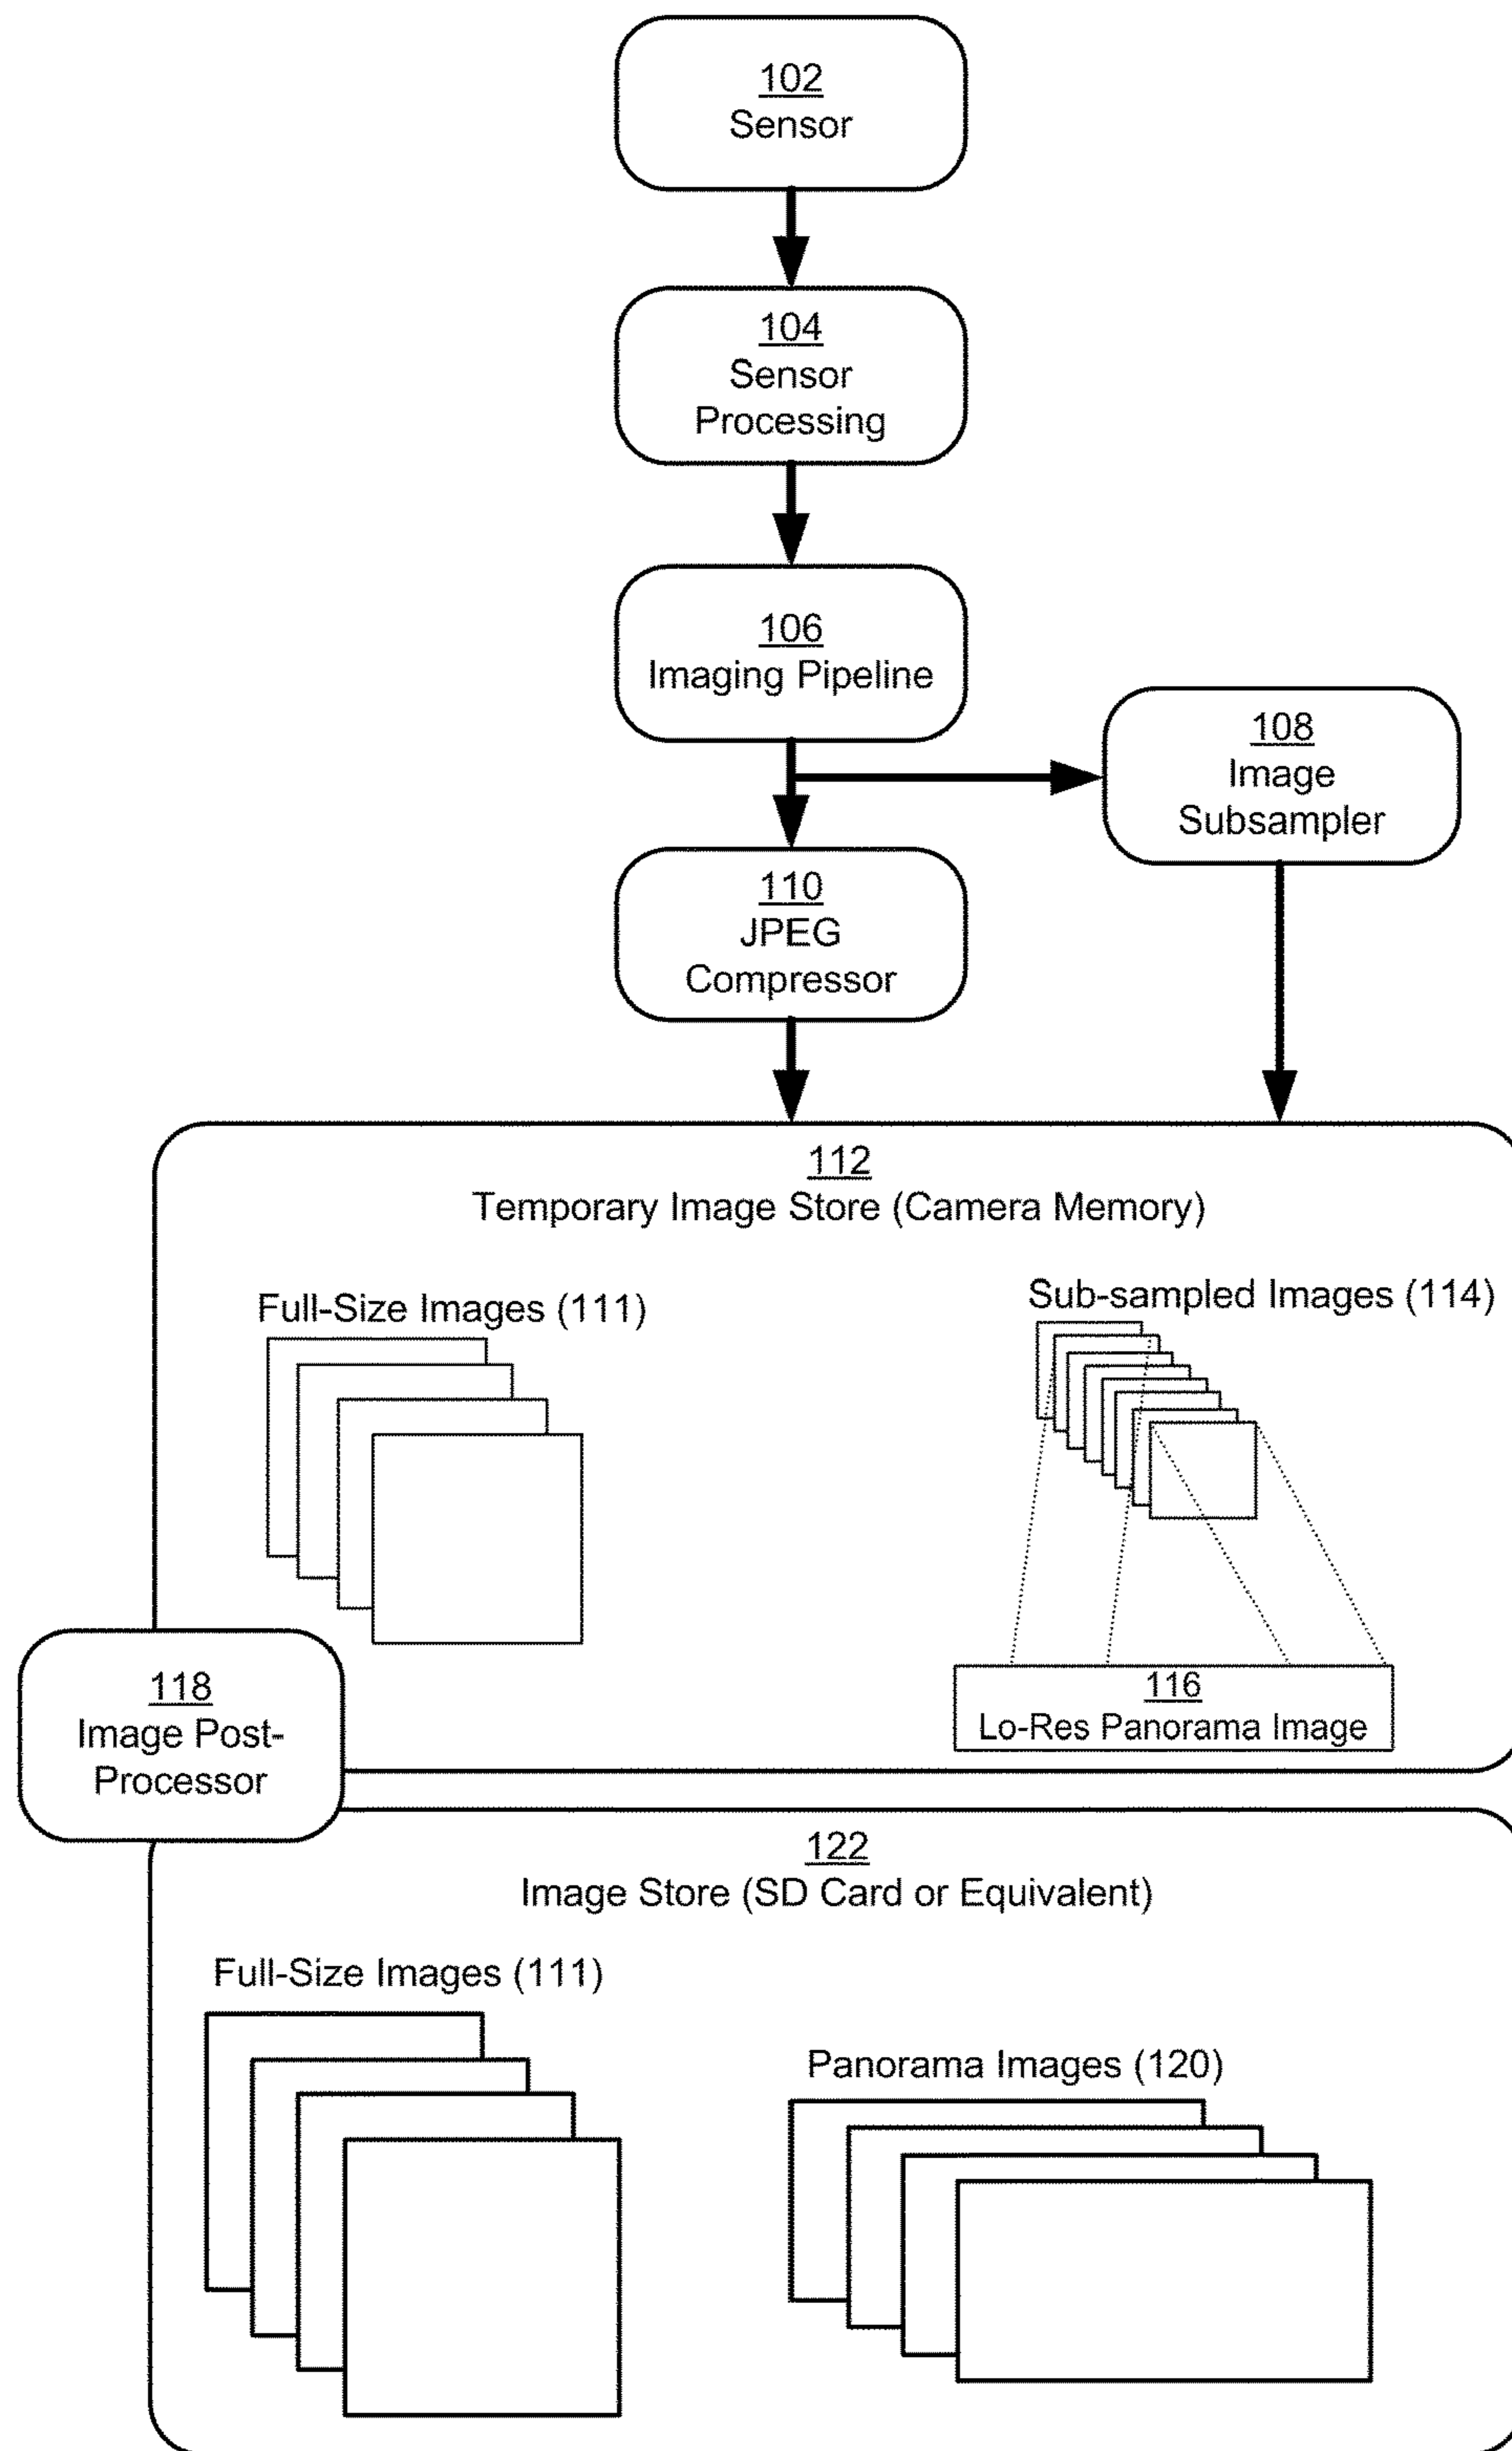 102
Sensor
104
Sensor
Processing
106
Imaging Pipeline
108
Image
Subsampler
110
JPEG
Compressor
112
Temporary Image Store (Camera Memory)
Full-Size Images (111)
Sub-sampled Images (114)
116
Lo-Res Panorama Image
118
Image Post-
Processor
122
Image Store (SD Card or Equivalent)
Full-Size Images (111)
Panorama Images (120)